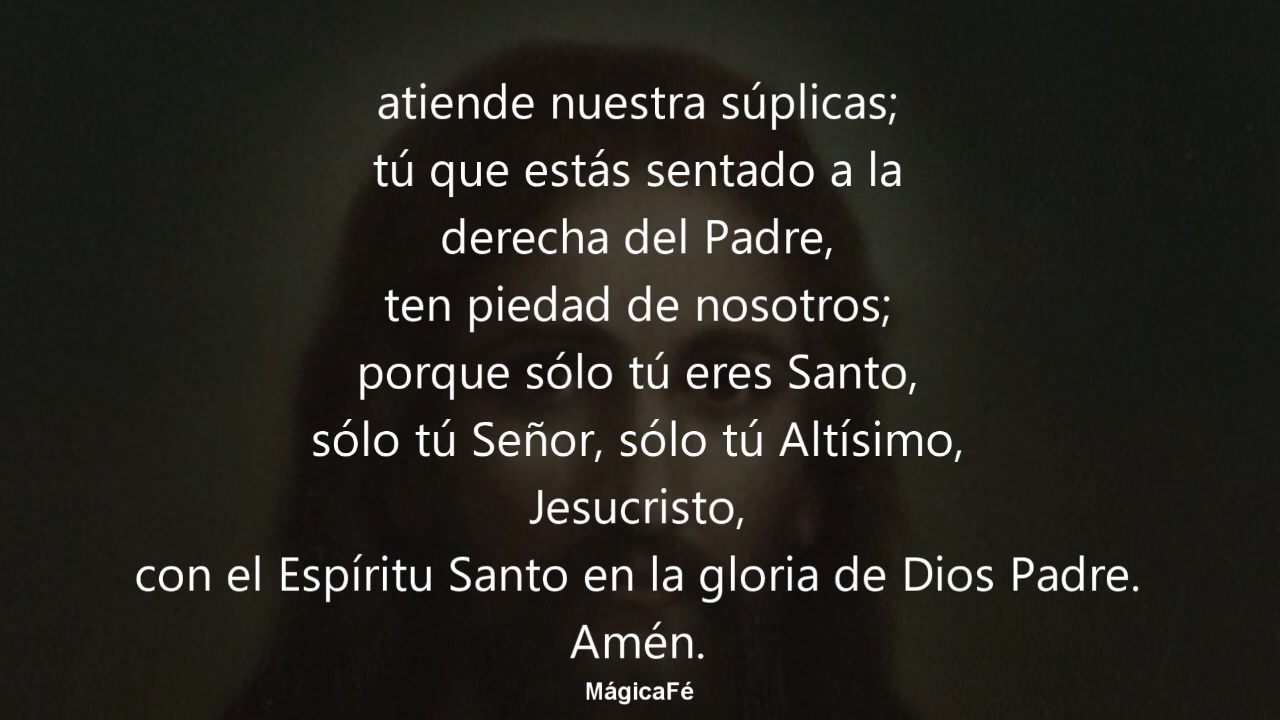 atiende nuestra súplicas;
tú que estás sentado a la
derecha del Padre,
ten piedad de nosotros;
porque sólo tú eres Santo,
sólo tú Señor, sólo tú Altísimo,
Jesucristo,
con el Espíritu Santo en la gloria de Dios Padre.
Amén.
MágicaFé